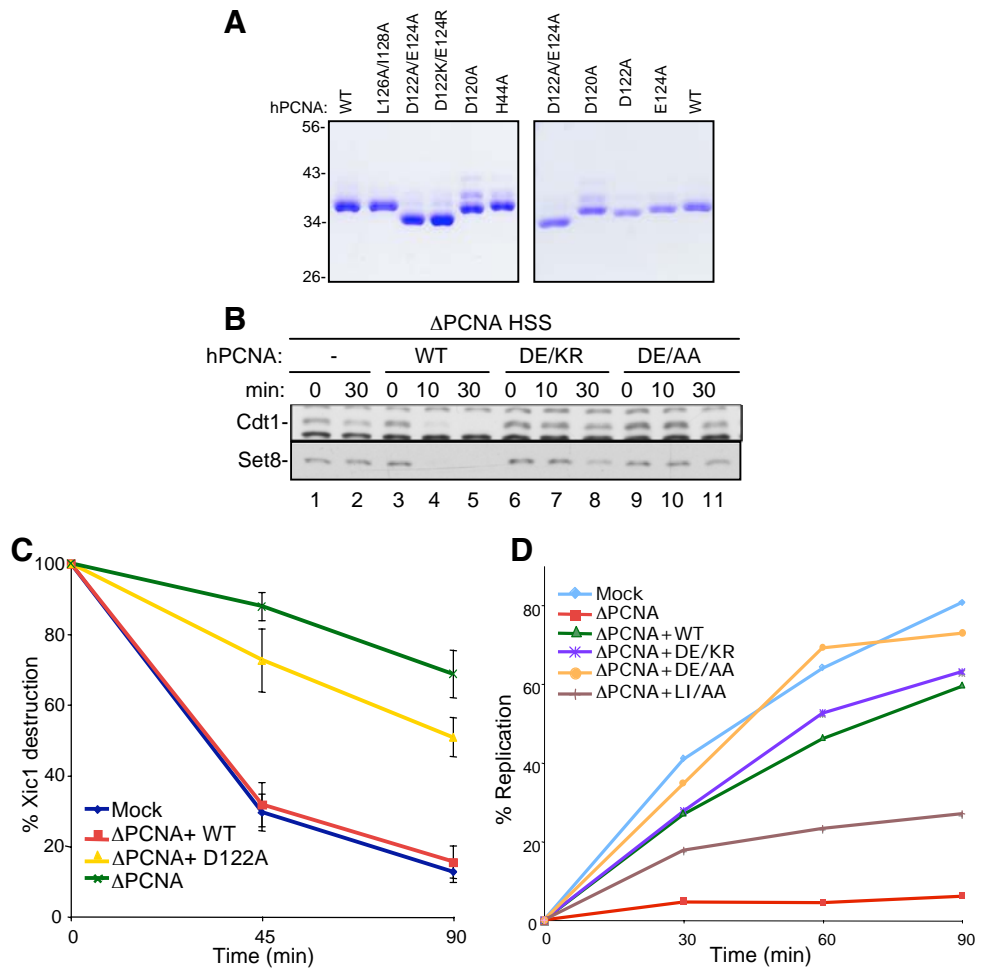 A
hPCNA:
WT
L126A/I128A
D122A/E124A
D122K/E124R
D120A
H44A
D122A/E124A
D120A
D122A
E124A
WT
56-
43-
34-
26-
B
ΔPCNA HSS
hPCNA: - WT DE/KR DE/AA
min: 0 30 0 10 30 0 10 30 0 10 30
Cdt1-
Set8-
1 2 3 4 5 6 7 8 9 10 11
C
% Xic1 destruction
100
80
60
40
20
0
Mock
ΔPCNA+ WT
ΔPCNA+ D122A
ΔPCNA
0 45 90
Time (min)
D
% Replication
80
60
40
20
0
Mock
ΔPCNA
ΔPCNA+WT
ΔPCNA+DE/KR
ΔPCNA+DE/AA
ΔPCNA+LI/AA
0 30 60 90
Time (min)